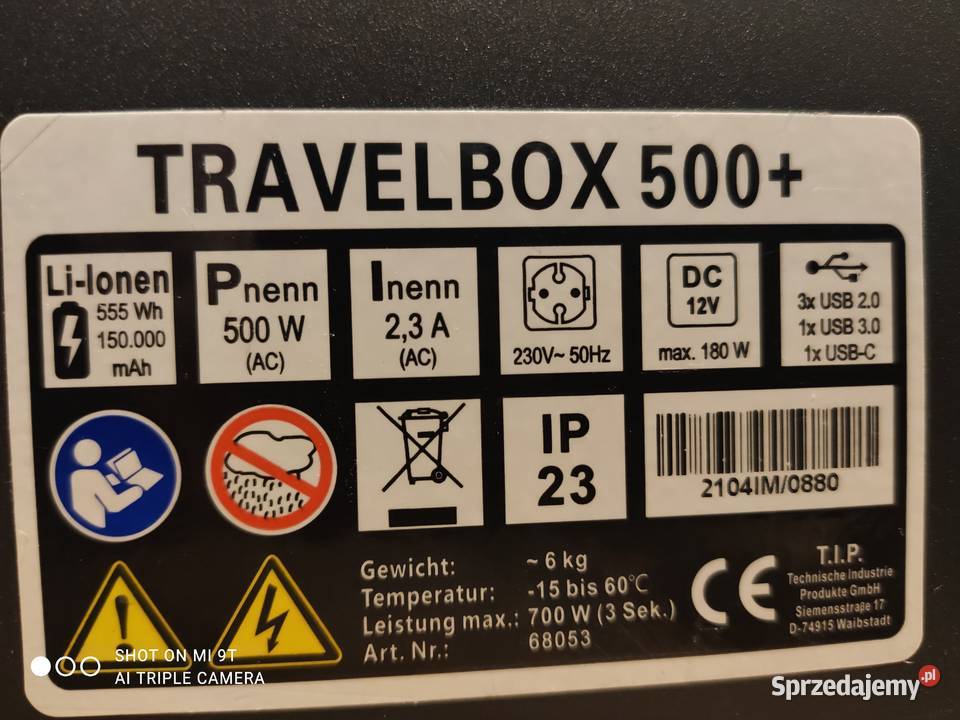 TRAVELBOX 500+
Li-Ionen
555 Wh
150.000
mAh
Pnenn
500 W
(AC)
Inenn
2,3 A
(AC)
230V~ 50Hz
DC
12V
max. 180 W
3x USB 2.0
1x USB 3.0
1x USB-C
IP
23
2104IM/0880
Gewicht: ~ 6 kg
Temperatur: -15 bis 60°C
Leistung max.: 700 W (3 Sek.)
Art. Nr.: 68053
CE
T.I.P.
Technische Industrie
Produkte GmbH
Siemensstraße 17
D-74915 Waibstadt
SHOT ON MI 9T
AI TRIPLE CAMERA
Sprzedajemy.pl